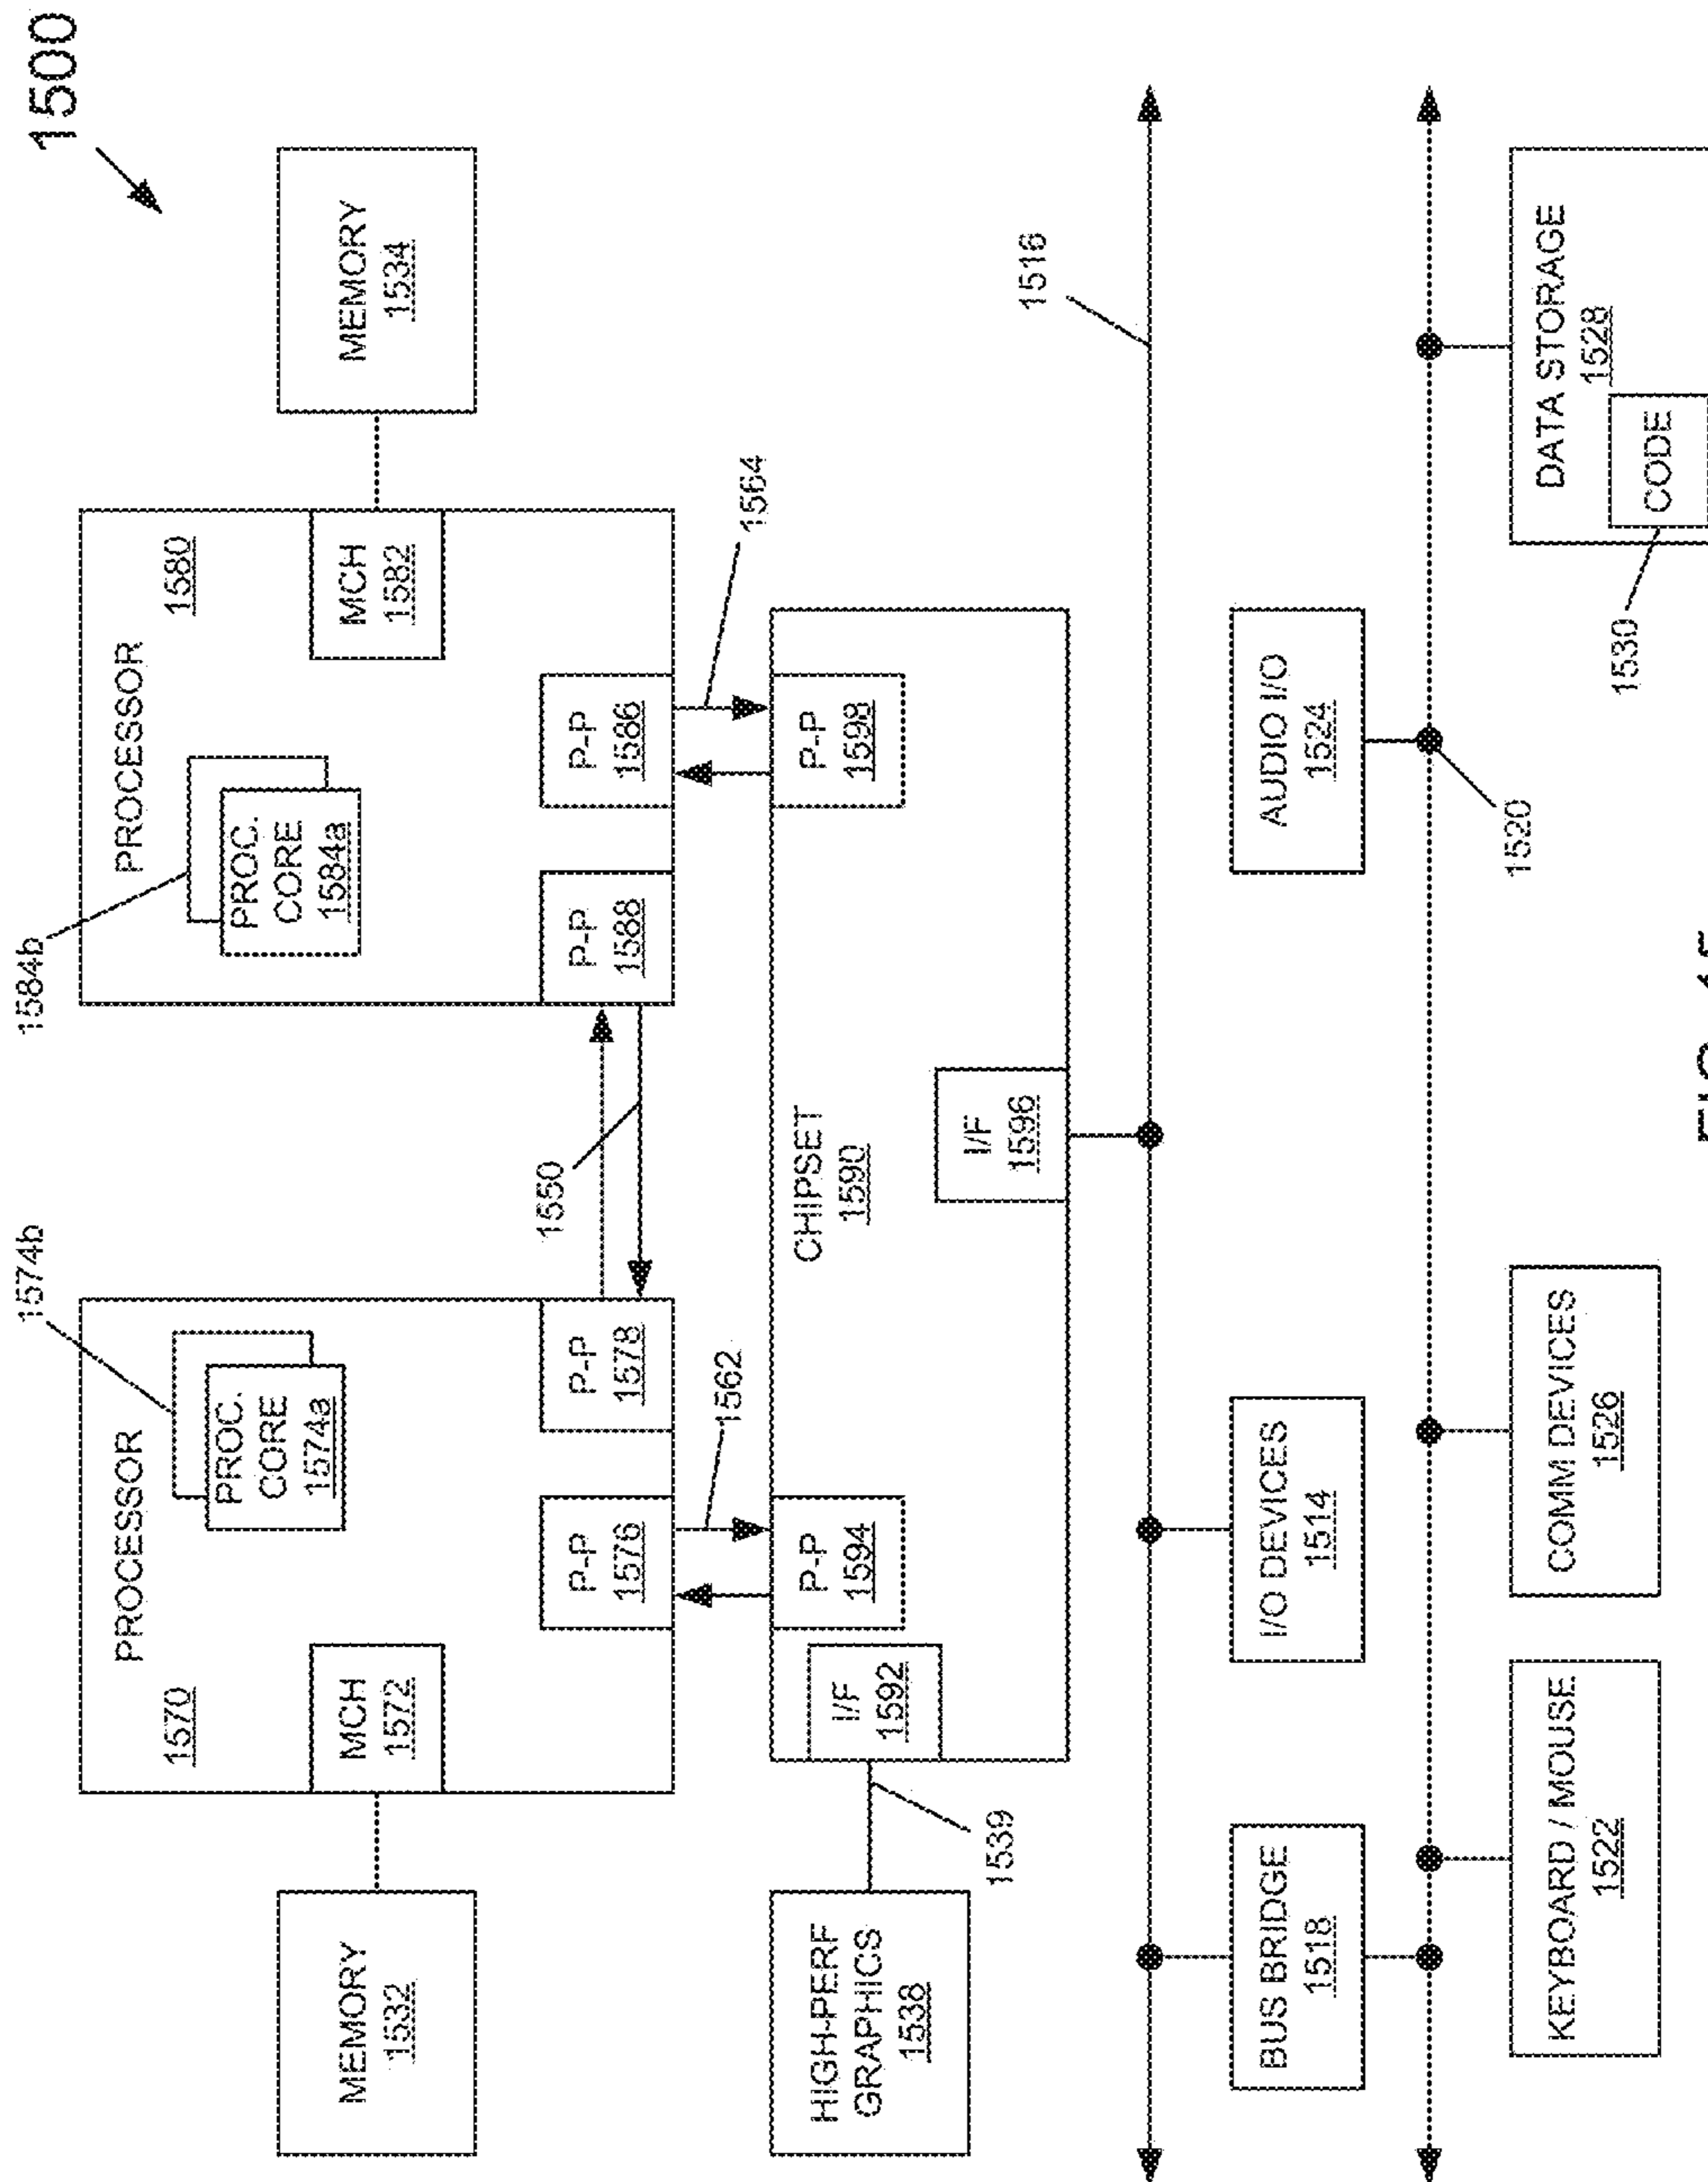 1500
1574b
1584b
PROCESSOR
1570
PROC.
CORE
1574a
MCH
1572
P-P
1576
P-P
1578
MEMORY
1532
PROCESSOR
1580
PROC.
CORE
1584a
MCH
1582
P-P
1588
P-P
1586
MEMORY
1534
1550
1562
1564
HIGH-PERF
GRAPHICS
1538
1539
I/F
1592
P-P
1594
CHIPSET
1590
P-P
1598
I/F
1596
1516
BUS BRIDGE
1518
I/O DEVICES
1514
AUDIO I/O
1524
1520
KEYBOARD / MOUSE
1522
COMM DEVICES
1526
DATA STORAGE
1528
CODE
1530